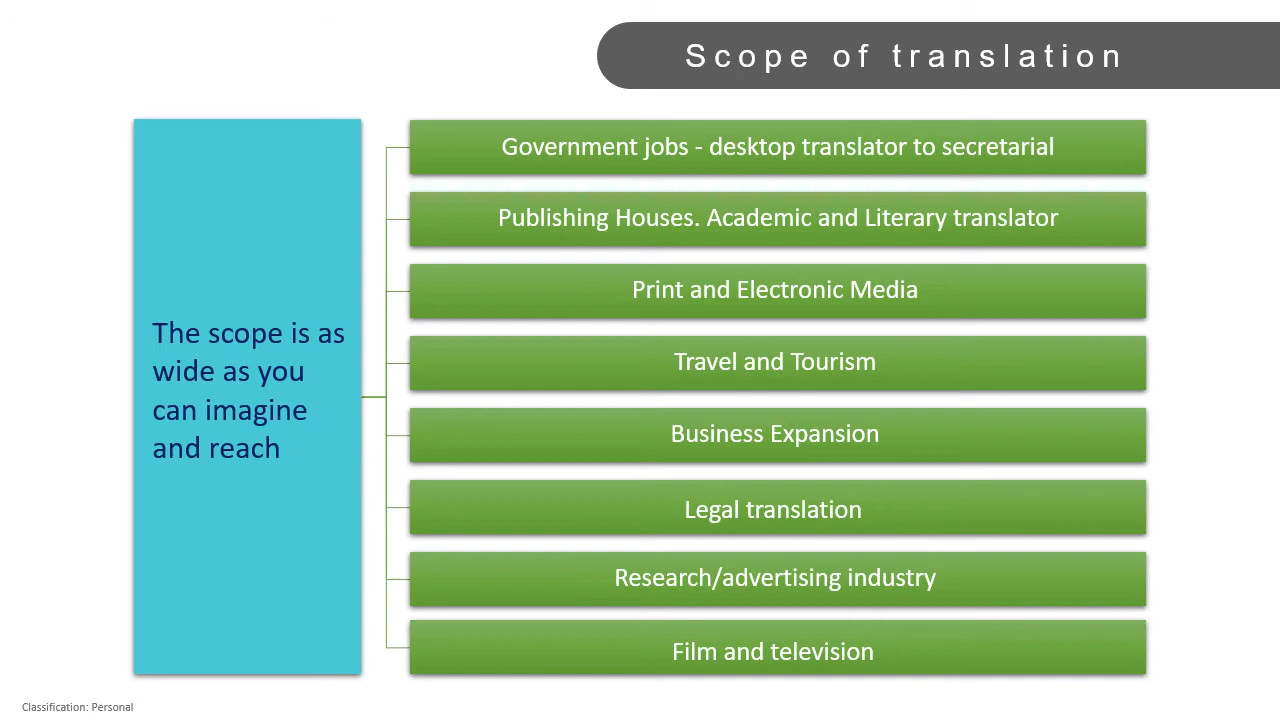 Scope of translation
The scope is as
wide as you
can imagine
and reach
Government jobs - desktop translator to secretarial
Publishing Houses. Academic and Literary translator
Print and Electronic Media
Travel and Tourism
Business Expansion
Legal translation
Research/advertising industry
Film and television
Classification: Personal